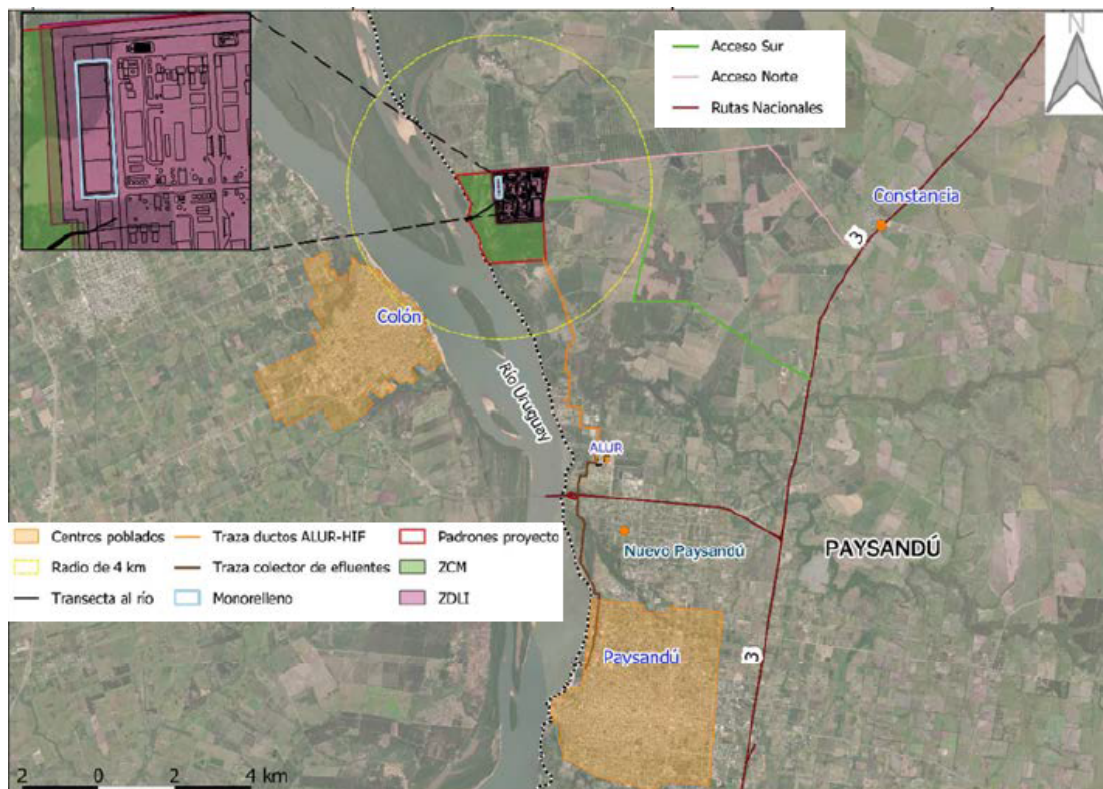 N
Acceso Sur
Acceso Norte
Rutas Nacionales
Constancia
3
Colón
Río Uruguay
ALUR
Nuevo Paysandú
PAYSANDÚ
Centros poblados
Traza ductos ALUR-HIF
Padrones proyecto
Radio de 4 km
Traza colector de efluentes
ZCM
Transecta al río
Monorelleno
ZDLI
Paysandú
3
2 0 2 4 km